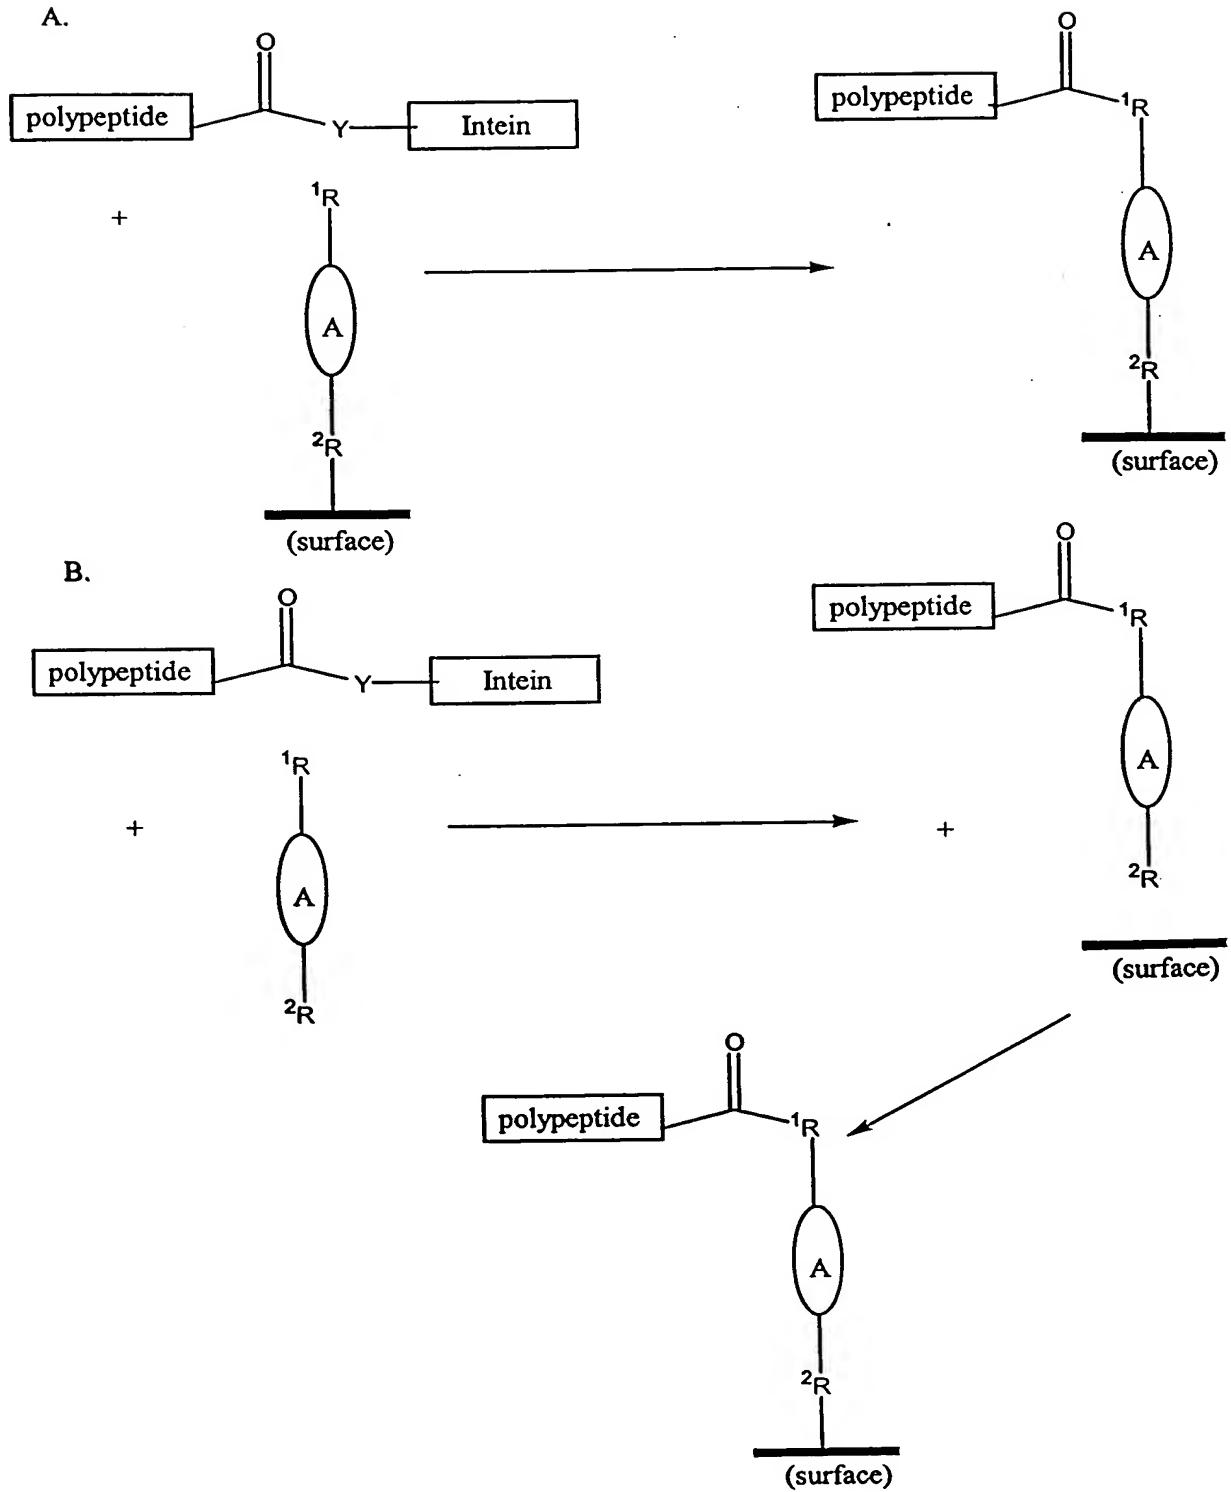 A.
O
polypeptide
Y
Intein
+
¹R
A
²R
(surface)
O
polypeptide
¹R
A
²R
(surface)
B.
O
polypeptide
Y
Intein
+
¹R
A
²R
O
polypeptide
¹R
+
A
²R
(surface)
O
polypeptide
¹R
A
²R
(surface)